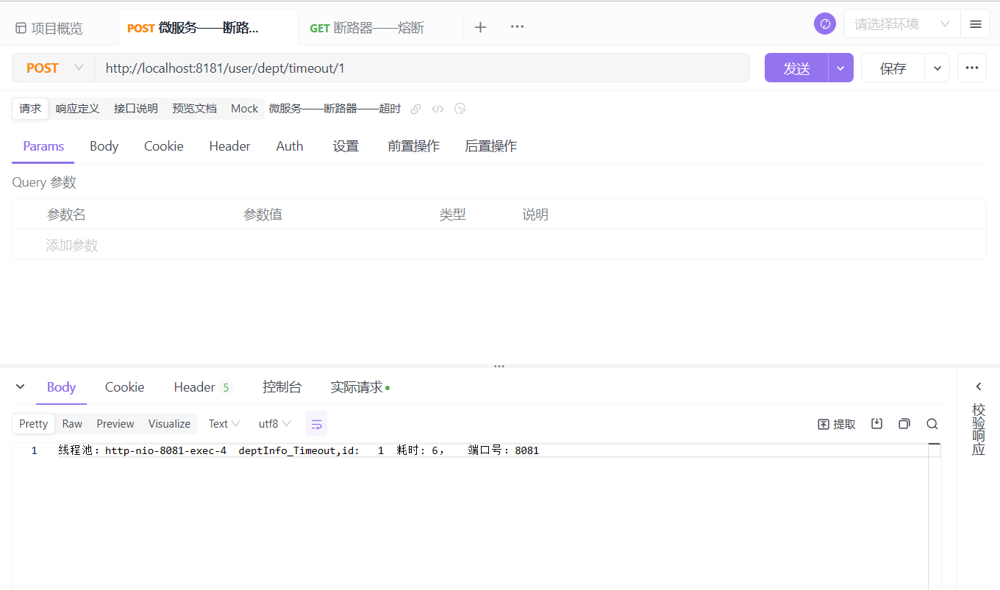 项目概览 POST 微服务——断路... GET 断路器——熔断 请选择环境
POST http://localhost:8181/user/dept/timeout/1 发送 保存
请求 响应定义 接口说明 预览文档 Mock 微服务——断路器——超时
Params Body Cookie Header Auth 设置 前置操作 后置操作
Query 参数
参数名 参数值 类型 说明
添加参数
Body Cookie Header 5 控制台 实际请求
校验响应
Pretty Raw Preview Visualize Text utf8 提取
1 线程池：http-nio-8081-exec-4 deptInfo_Timeout,id: 1 耗时: 6， 端口号：8081